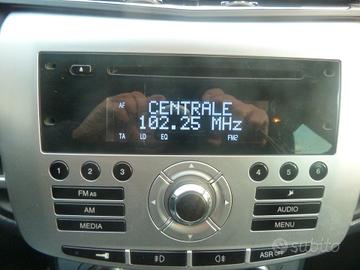 AF CENTRALE
102.25 MHz
TA LD EQ FM2
1 2 3 4 5 6
FM AS
AM AUDIO
MEDIA MENU
ASR OFF
subito